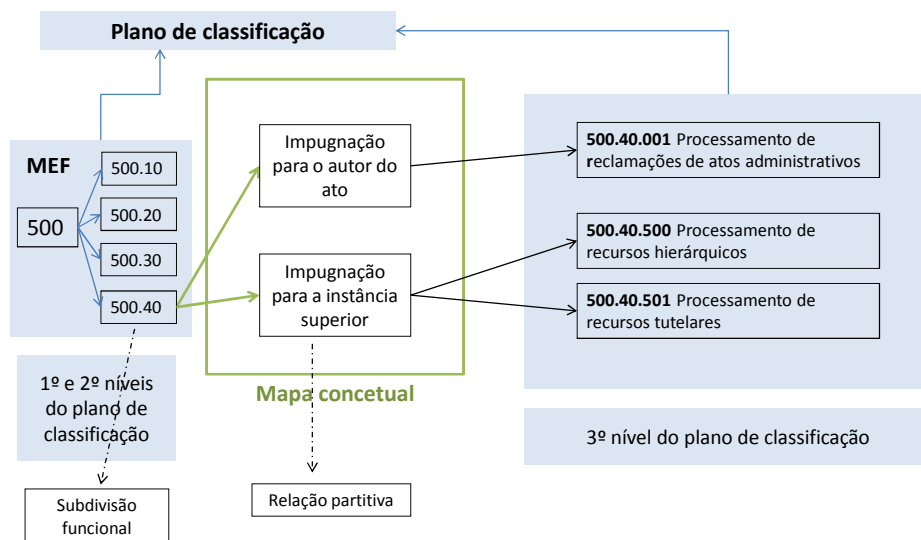 Plano de classificação
MEF
500
500.10
500.20
500.30
500.40
Impugnação
para o autor do
ato
Impugnação
para a instância
superior
Mapa concetual
500.40.001 Processamento de
reclamações de atos administrativos
500.40.500 Processamento de
recursos hierárquicos
500.40.501 Processamento de
recursos tutelares
1º e 2º níveis
do plano de
classificação
3º nível do plano de classificação
Subdivisão
funcional
Relação partitiva